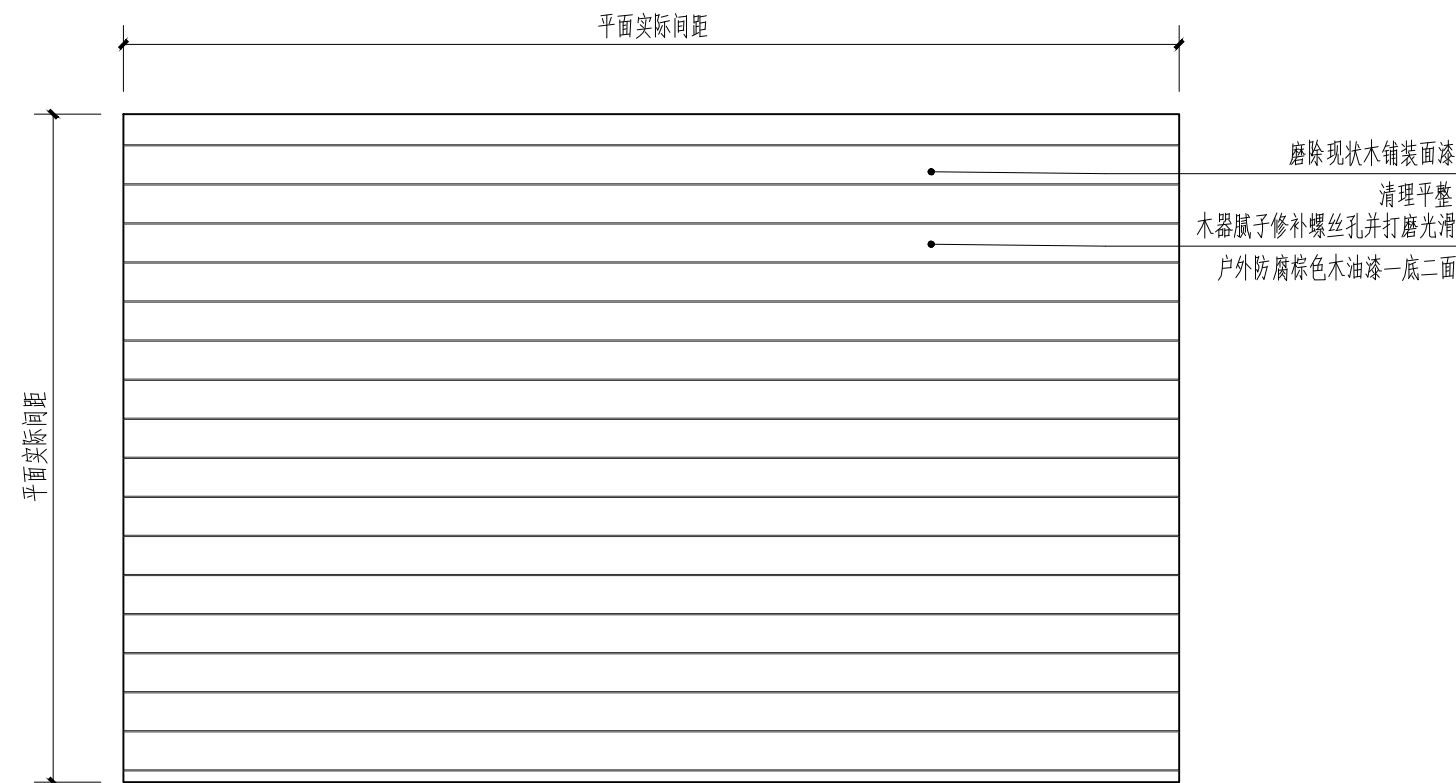 平面实际间距
磨除现状木铺装面漆
清理平整
木器腻子修补螺丝孔并打磨光滑
户外防腐棕色木油漆一底二面
平面实际间距